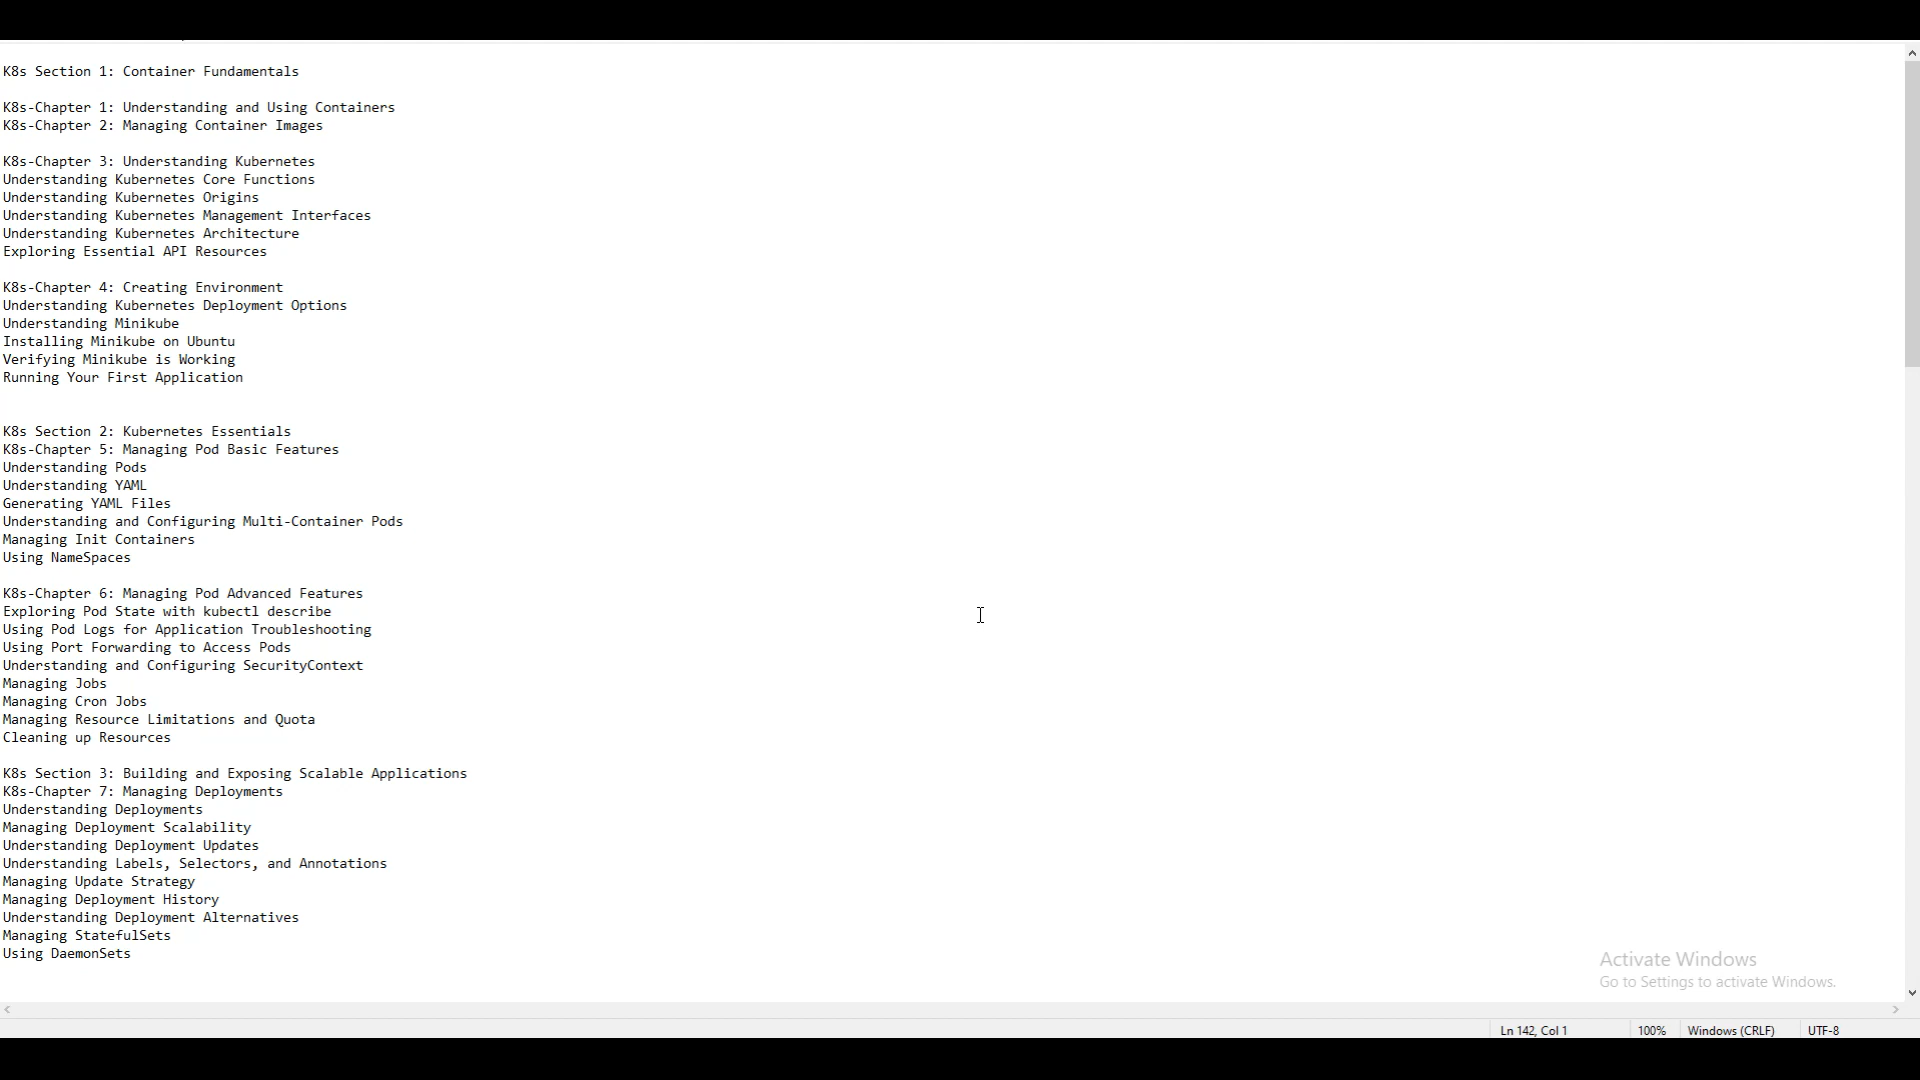 K8s Section 1: Container Fundamentals
K8s-Chapter 1: Understanding and Using Containers
K8s-Chapter 2: Managing Container Images
K8s-Chapter 3: Understanding Kubernetes
Understanding Kubernetes Core Functions
Understanding Kubernetes Origins
Understanding Kubernetes Management Interfaces
Understanding Kubernetes Architecture
Exploring Essential API Resources
K8s-Chapter 4: Creating Environment
Understanding Kubernetes Deployment Options
Understanding Minikube
Installing Minikube on Ubuntu
Verifying Minikube is Working
Running Your First Application
K8s Section 2: Kubernetes Essentials
K8s-Chapter 5: Managing Pod Basic Features
Understanding Pods
Understanding YAML
Generating YAML Files
Understanding and Configuring Multi-Container Pods
Managing Init Containers
Using NameSpaces
K8s-Chapter 6: Managing Pod Advanced Features
Exploring Pod State with kubectl describe
Using Pod Logs for Application Troubleshooting
Using Port Forwarding to Access Pods
Understanding and Configuring SecurityContext
Managing Jobs
Managing Cron Jobs
Managing Resource Limitations and Quota
Cleaning up Resources
K8s Section 3: Building and Exposing Scalable Applications
K8s-Chapter 7: Managing Deployments
Understanding Deployments
Managing Deployment Scalability
Understanding Deployment Updates
Understanding Labels, Selectors, and Annotations
Managing Update Strategy
Managing Deployment History
Understanding Deployment Alternatives
Managing StatefulSets
Using DaemonSets
Activate Windows
Go to Settings to activate Windows.
Ln 142, Col 1 100% Windows (CRLF) UTF-8